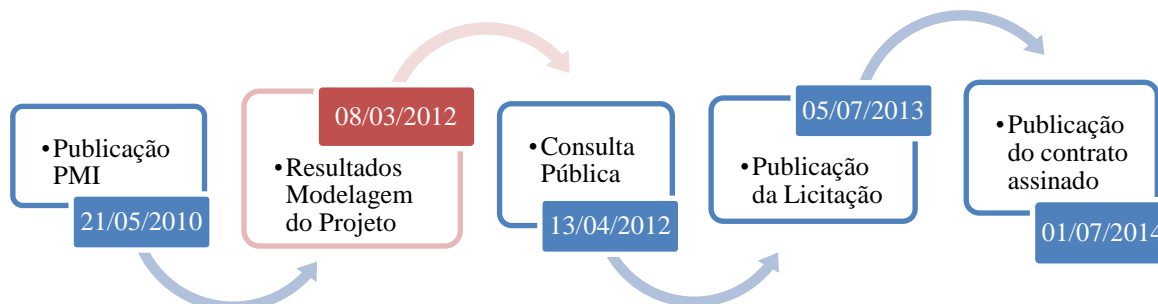 •Publicação
PMI
21/05/2010
08/03/2012
•Resultados
Modelagem
do Projeto
•Consulta
Pública
13/04/2012
05/07/2013
•Publicação
da Licitação
•Publicação
do contrato
assinado
01/07/2014